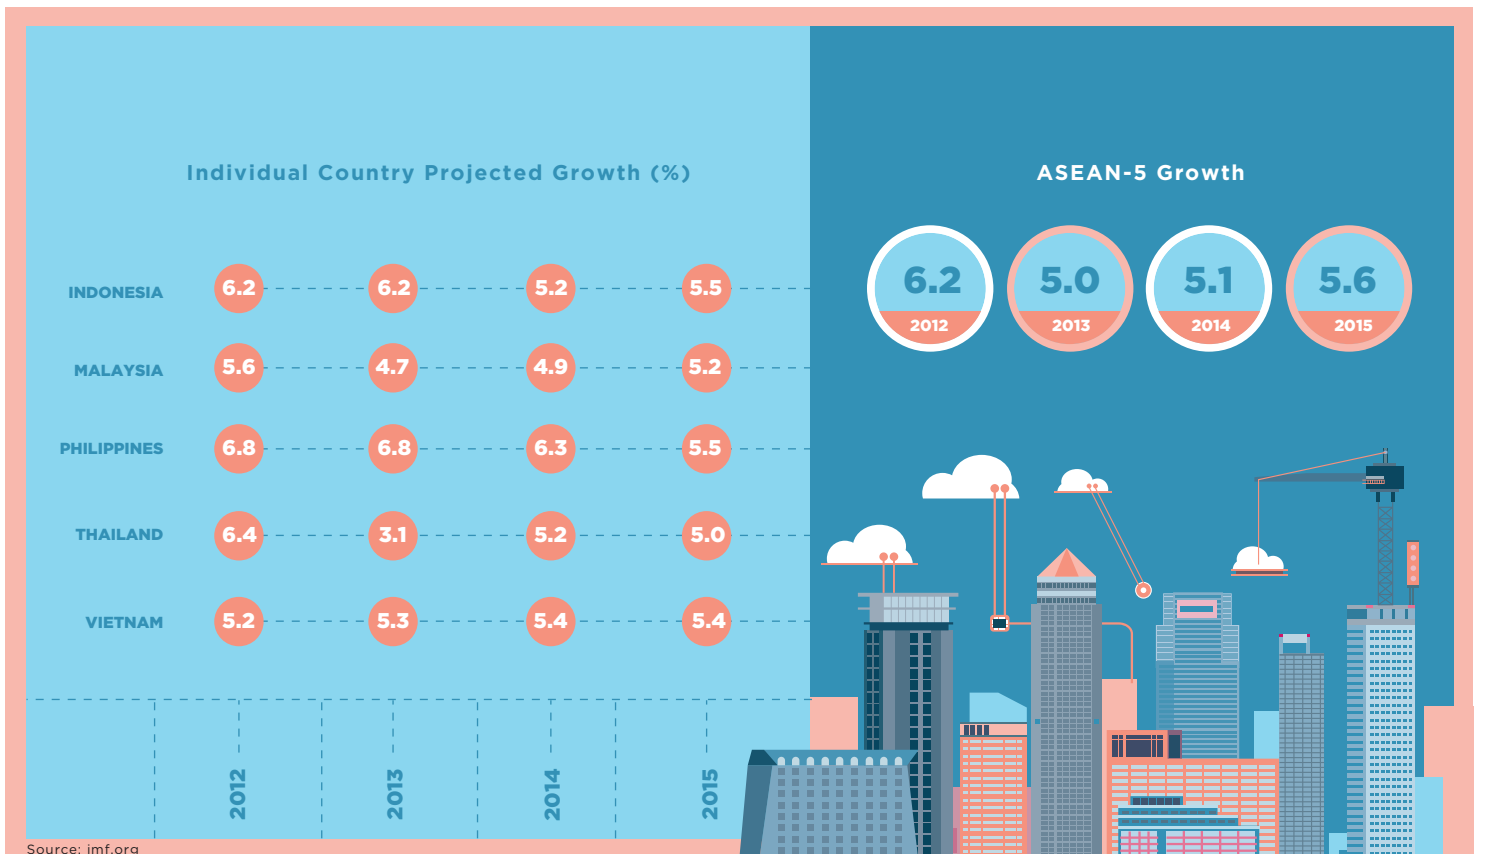 Individual Country Projected Growth (%)
INDONESIA 6.2 6.2 5.2 5.5
MALAYSIA 5.6 4.7 4.9 5.2
PHILIPPINES 6.8 6.8 6.3 5.5
THAILAND 6.4 3.1 5.2 5.0
VIETNAM 5.2 5.3 5.4 5.4
2012 2013 2014 2015
Source: imf.org
ASEAN-5 Growth
6.2 5.0 5.1 5.6
2012 2013 2014 2015